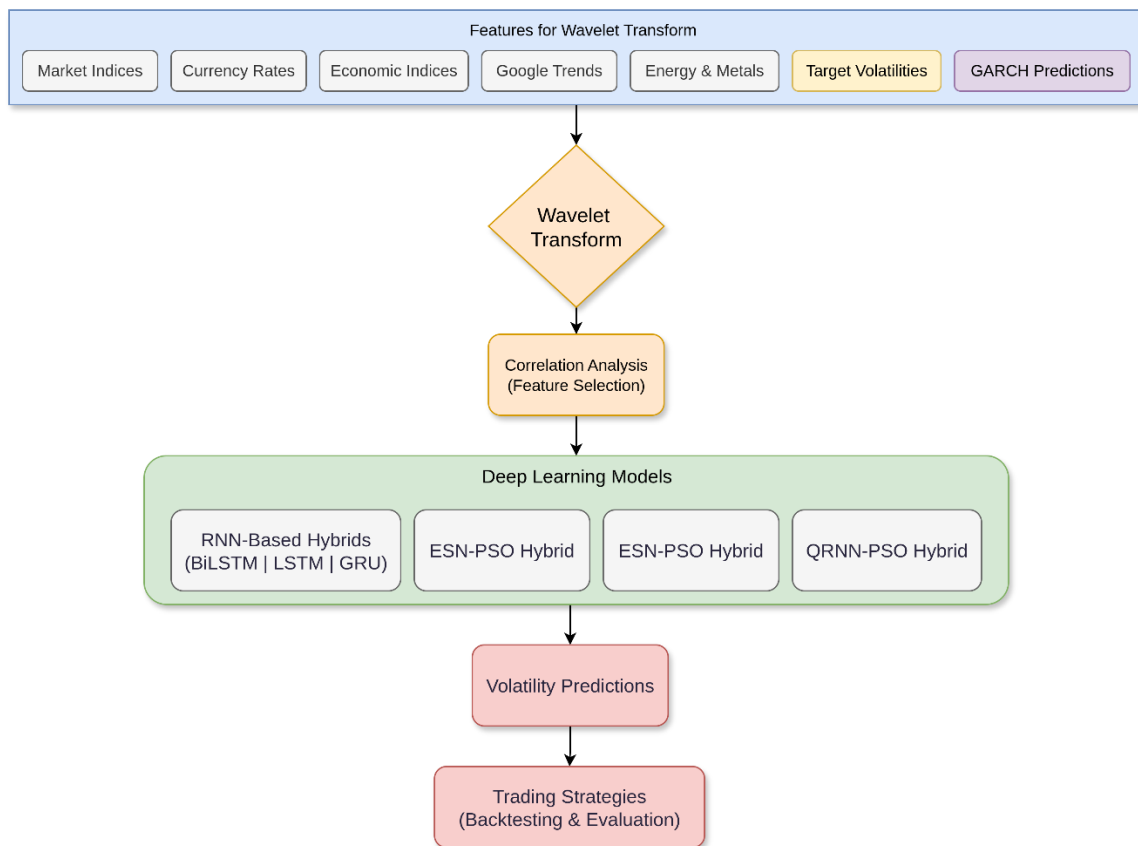 Features for Wavelet Transform
Market Indices
Currency Rates
Economic Indices
Google Trends
Energy & Metals
Target Volatilities
GARCH Predictions
Wavelet
Transform
Correlation Analysis
(Feature Selection)
Deep Learning Models
RNN-Based Hybrids
(BiLSTM | LSTM | GRU)
ESN-PSO Hybrid
ESN-PSO Hybrid
QRNN-PSO Hybrid
Volatility Predictions
Trading Strategies
(Backtesting & Evaluation)